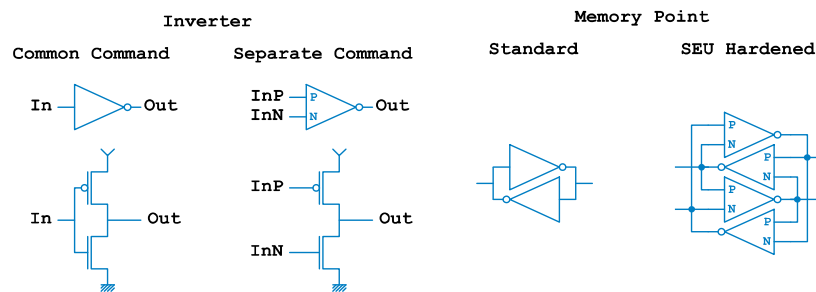 Inverter
Memory Point
Common Command
Separate Command
Standard
SEU Hardened
In
Out
InP
P
InN
N
Out
In
Out
InP
InN
Out
P
N
P
N
P
N
P
N